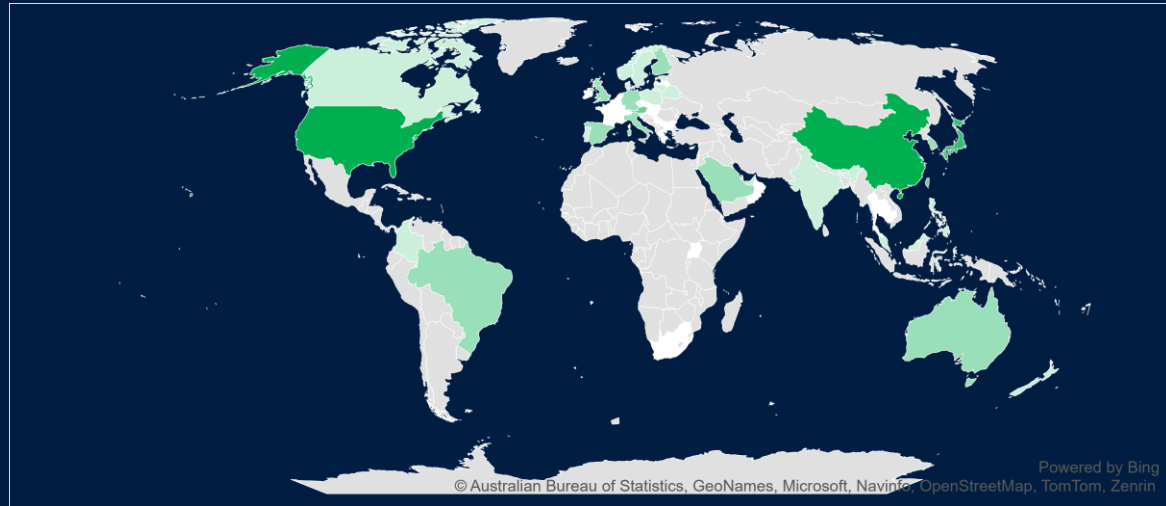 Powered by Bing
© Australian Bureau of Statistics, GeoNames, Microsoft, Navinfo, OpenStreetMap, TomTom, Zenrin